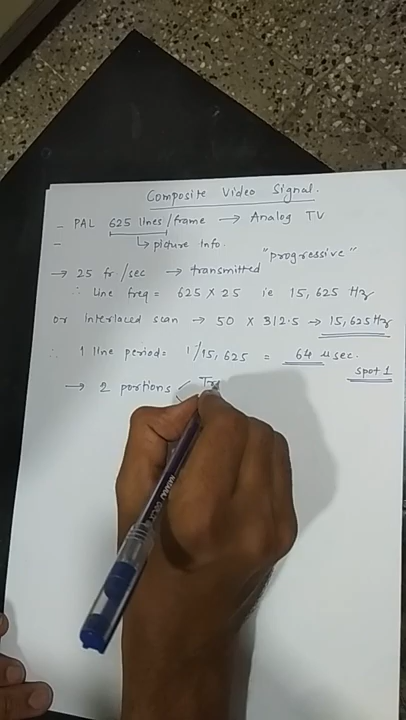 Composite Video Signal.
- PAL 625 lines/frame → Analog TV
- ↳ picture Info.
"progressive"
→ 25 fr/sec → transmitted
∴ Line freq = 625 X 25 ie 15,625 Hz
or Interlaced scan → 50 X 312.5 → 15,625 Hz
∴ 1 line period = 1/15,625 = 64 μsec.
Spot 1
→ 2 portions < Tr